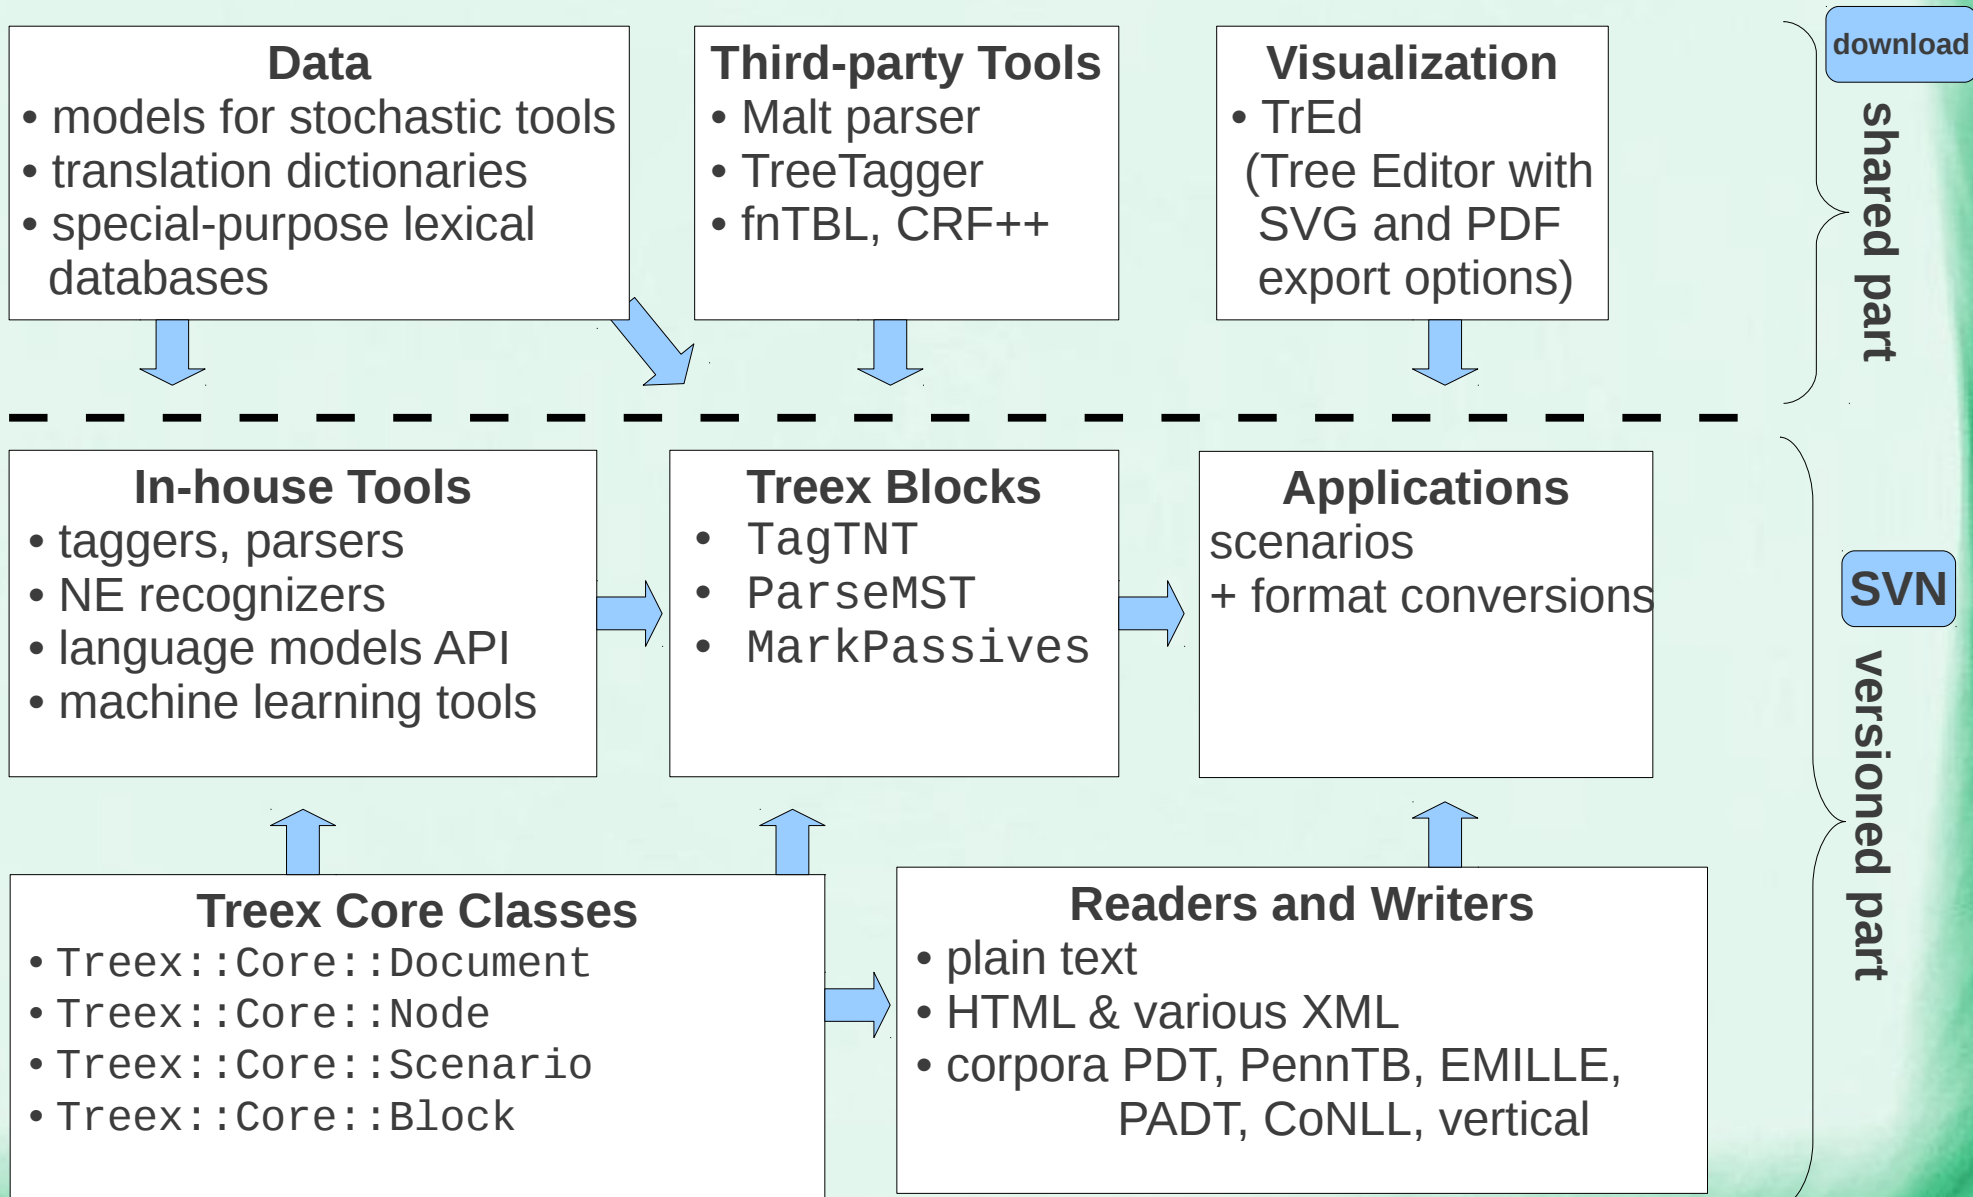 Data
• models for stochastic tools
• translation dictionaries
• special-purpose lexical
databases
Third-party Tools
• Malt parser
• TreeTagger
• fnTBL, CRF++
Visualization
• TrEd
(Tree Editor with
SVG and PDF
export options)
download
shared part
In-house Tools
• taggers, parsers
• NE recognizers
• language models API
• machine learning tools
Treex Blocks
• TagTNT
• ParseMST
• MarkPassives
Applications
scenarios
+ format conversions
SVN
versioned part
Treex Core Classes
• Treex::Core::Document
• Treex::Core::Node
• Treex::Core::Scenario
• Treex::Core::Block
Readers and Writers
• plain text
• HTML & various XML
• corpora PDT, PennTB, EMILLE,
PADT, CoNLL, vertical